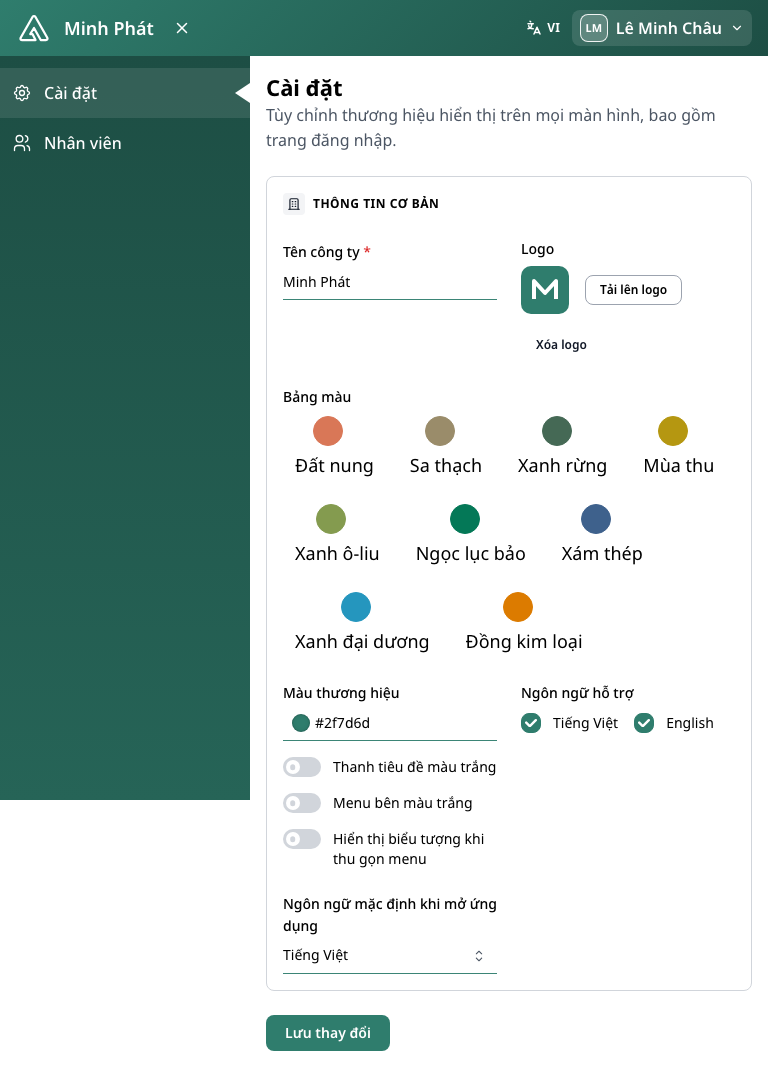 Minh Phát
VI
LM
Lê Minh Châu
Cài đặt
Nhân viên
Cài đặt
Tùy chỉnh thương hiệu hiển thị trên mọi màn hình, bao gồm
trang đăng nhập.
THÔNG TIN CƠ BẢN
Tên công ty *
Minh Phát
Logo
Tải lên logo
Xóa logo
Bảng màu
Đất nung
Sa thạch
Xanh rừng
Mùa thu
Xanh ô-liu
Ngọc lục bảo
Xám thép
Xanh đại dương
Đồng kim loại
Màu thương hiệu
#2f7d6d
Ngôn ngữ hỗ trợ
Tiếng Việt
English
Thanh tiêu đề màu trắng
Menu bên màu trắng
Hiển thị biểu tượng khi
thu gọn menu
Ngôn ngữ mặc định khi mở ứng
dụng
Tiếng Việt
Lưu thay đổi